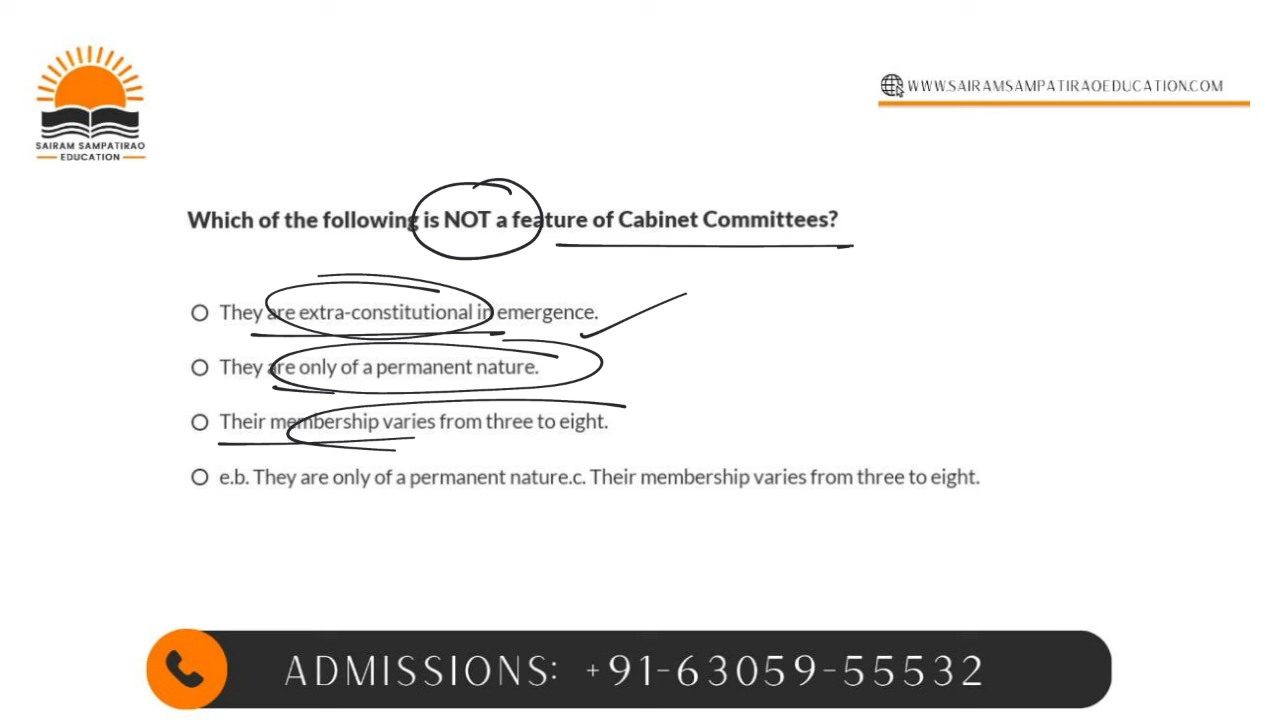 SAIRAM SAMPATIRAO
EDUCATION
WWW.SAIRAMSAMPATIRAOEDUCATION.COM
Which of the following is NOT a feature of Cabinet Committees?
They are extra-constitutional in emergence.
They are only of a permanent nature.
Their membership varies from three to eight.
e.b. They are only of a permanent nature.c. Their membership varies from three to eight.
ADMISSIONS: +91-63059-55532